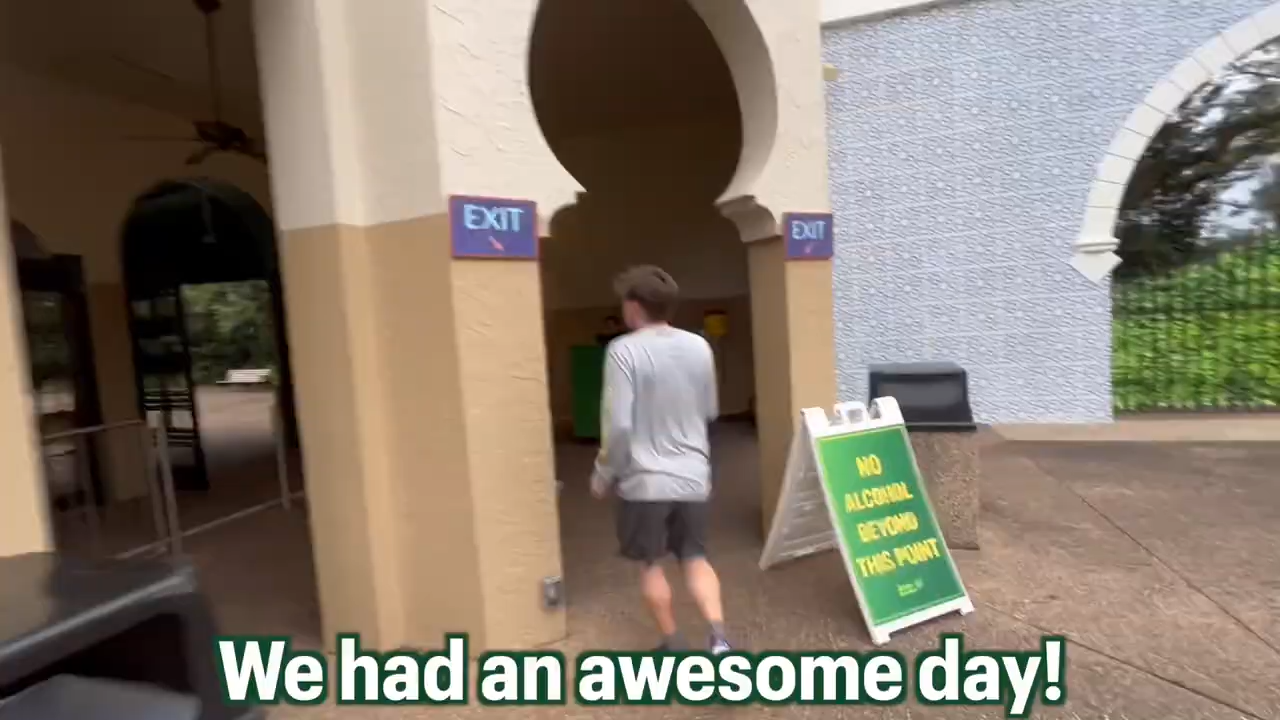 EXIT
EXIT
NO
ALCOHOL
BEYOND
THIS POINT
We had an awesome day!